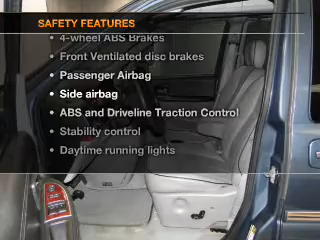 SAFETY FEATURES
• 4-wheel ABS Brakes
• Front Ventilated disc brakes
• Passenger Airbag
• Side airbag
• ABS and Driveline Traction Control
• Stability control
• Daytime running lights